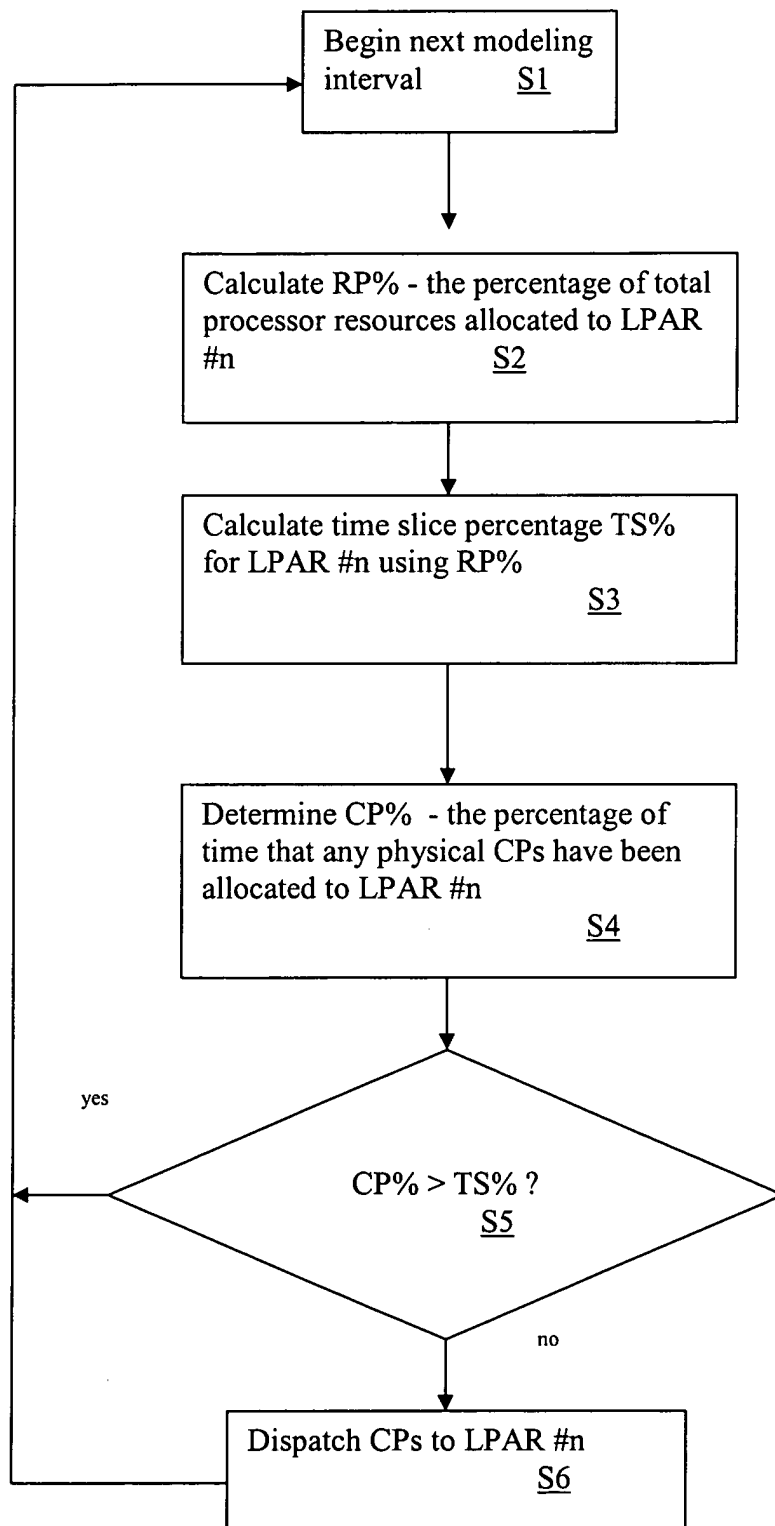 Begin next modeling
interval S1
Calculate RP% - the percentage of total
processor resources allocated to LPAR
#n S2
Calculate time slice percentage TS%
for LPAR #n using RP%
S3
Determine CP% - the percentage of
time that any physical CPs have been
allocated to LPAR #n
S4
yes
CP% > TS% ?
S5
no
Dispatch CPs to LPAR #n
S6